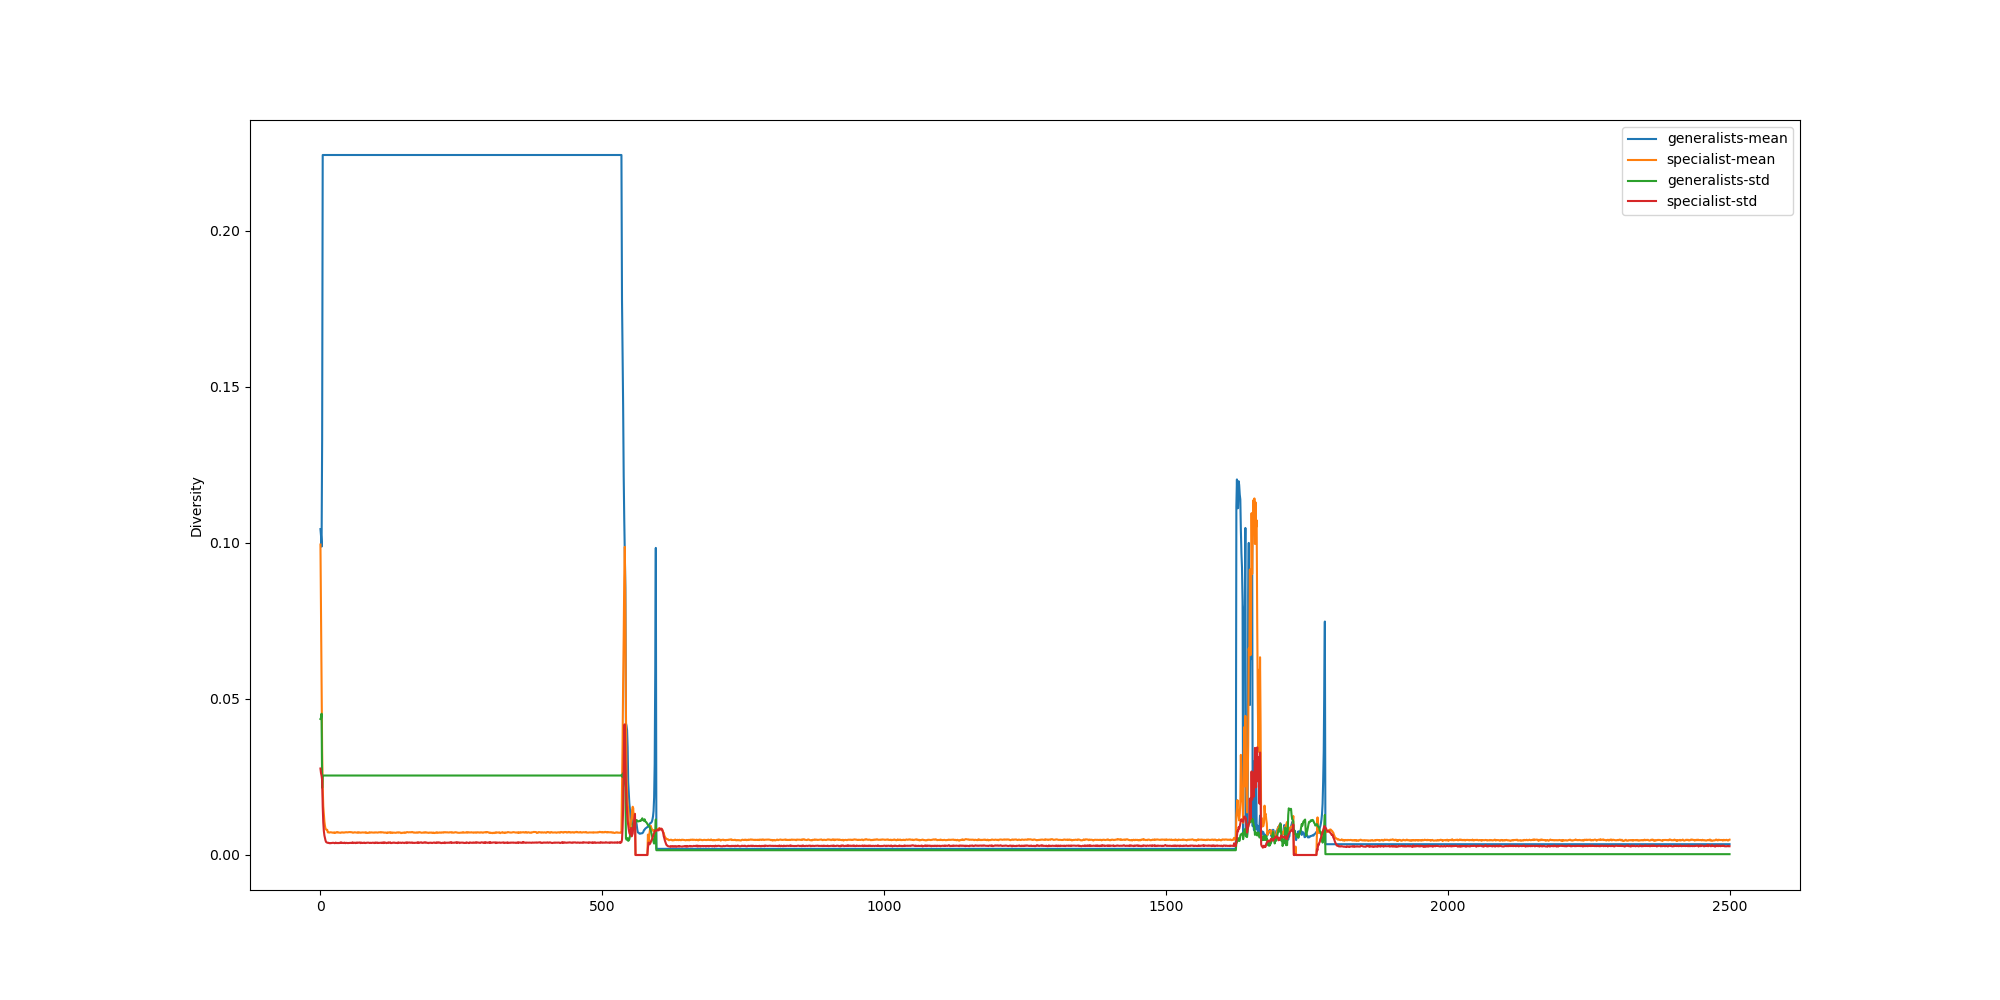 generalists-mean
specialist-mean
generalists-std
specialist-std
0.20
0.15
0.10
0.05
0.00
Diversity
0 500 1000 1500 2000 2500